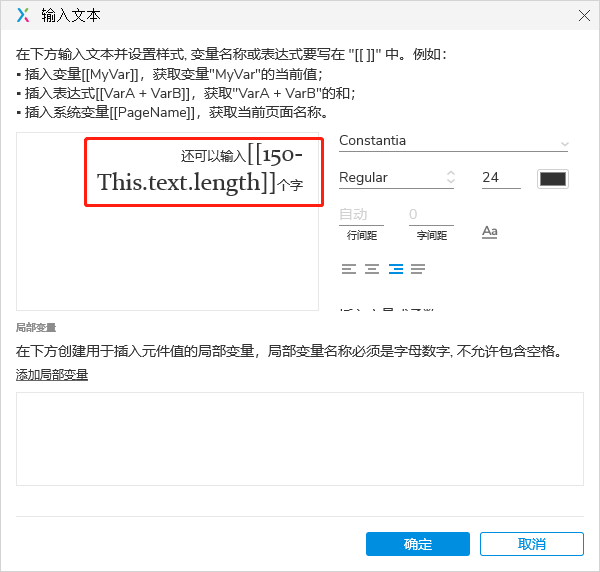 输入文本
在下方输入文本并设置样式, 变量名称或表达式要写在 "[[ ]]" 中。例如：
▪ 插入变量[[MyVar]]，获取变量"MyVar"的当前值；
▪ 插入表达式[[VarA + VarB]]，获取"VarA + VarB"的和；
▪ 插入系统变量[[PageName]]，获取当前页面名称。
还可以输入[[150-
This.text.length]]个字
Constantia
Regular
24
自动
0
行间距
字间距
Aa
局部变量
在下方创建用于插入元件值的局部变量，局部变量名称必须是字母数字, 不允许包含空格。
添加局部变量
确定
取消